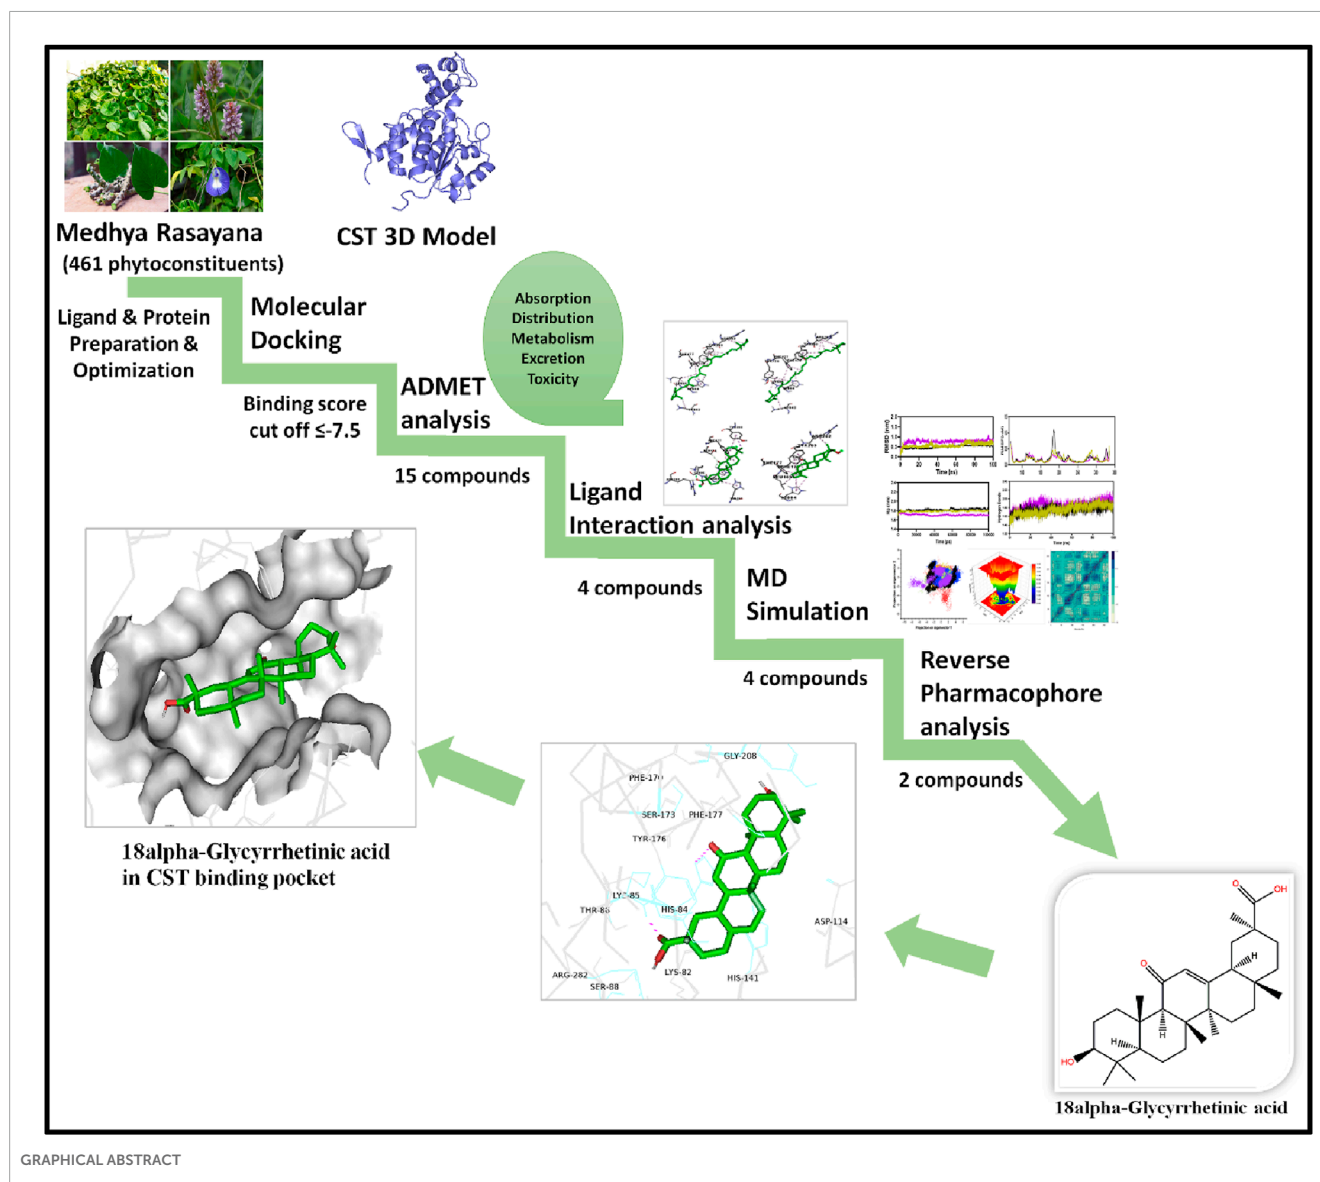 Medhya Rasayana
(461 phytoconstituents)
CST 3D Model
Ligand & Protein
Preparation &
Optimization
Molecular
Docking
Absorption
Distribution
Metabolism
Excretion
Toxicity
Binding score
cut off ≤-7.5
ADMET
analysis
15 compounds
Ligand
Interaction analysis
4 compounds
MD
Simulation
4 compounds
Reverse
Pharmacophore
analysis
2 compounds
18alpha-Glycyrrhetinic acid
in CST binding pocket
GLY-208
PHE-170
SER-173
PHE-177
TYR-176
LYS-85
THR-86
HIS-84
ASP-114
ARG-282
SER-88
LYS-82
HIS-141
O
OH
H
O
H
H
HO
18alpha-Glycyrrhetinic acid
GRAPHICAL ABSTRACT